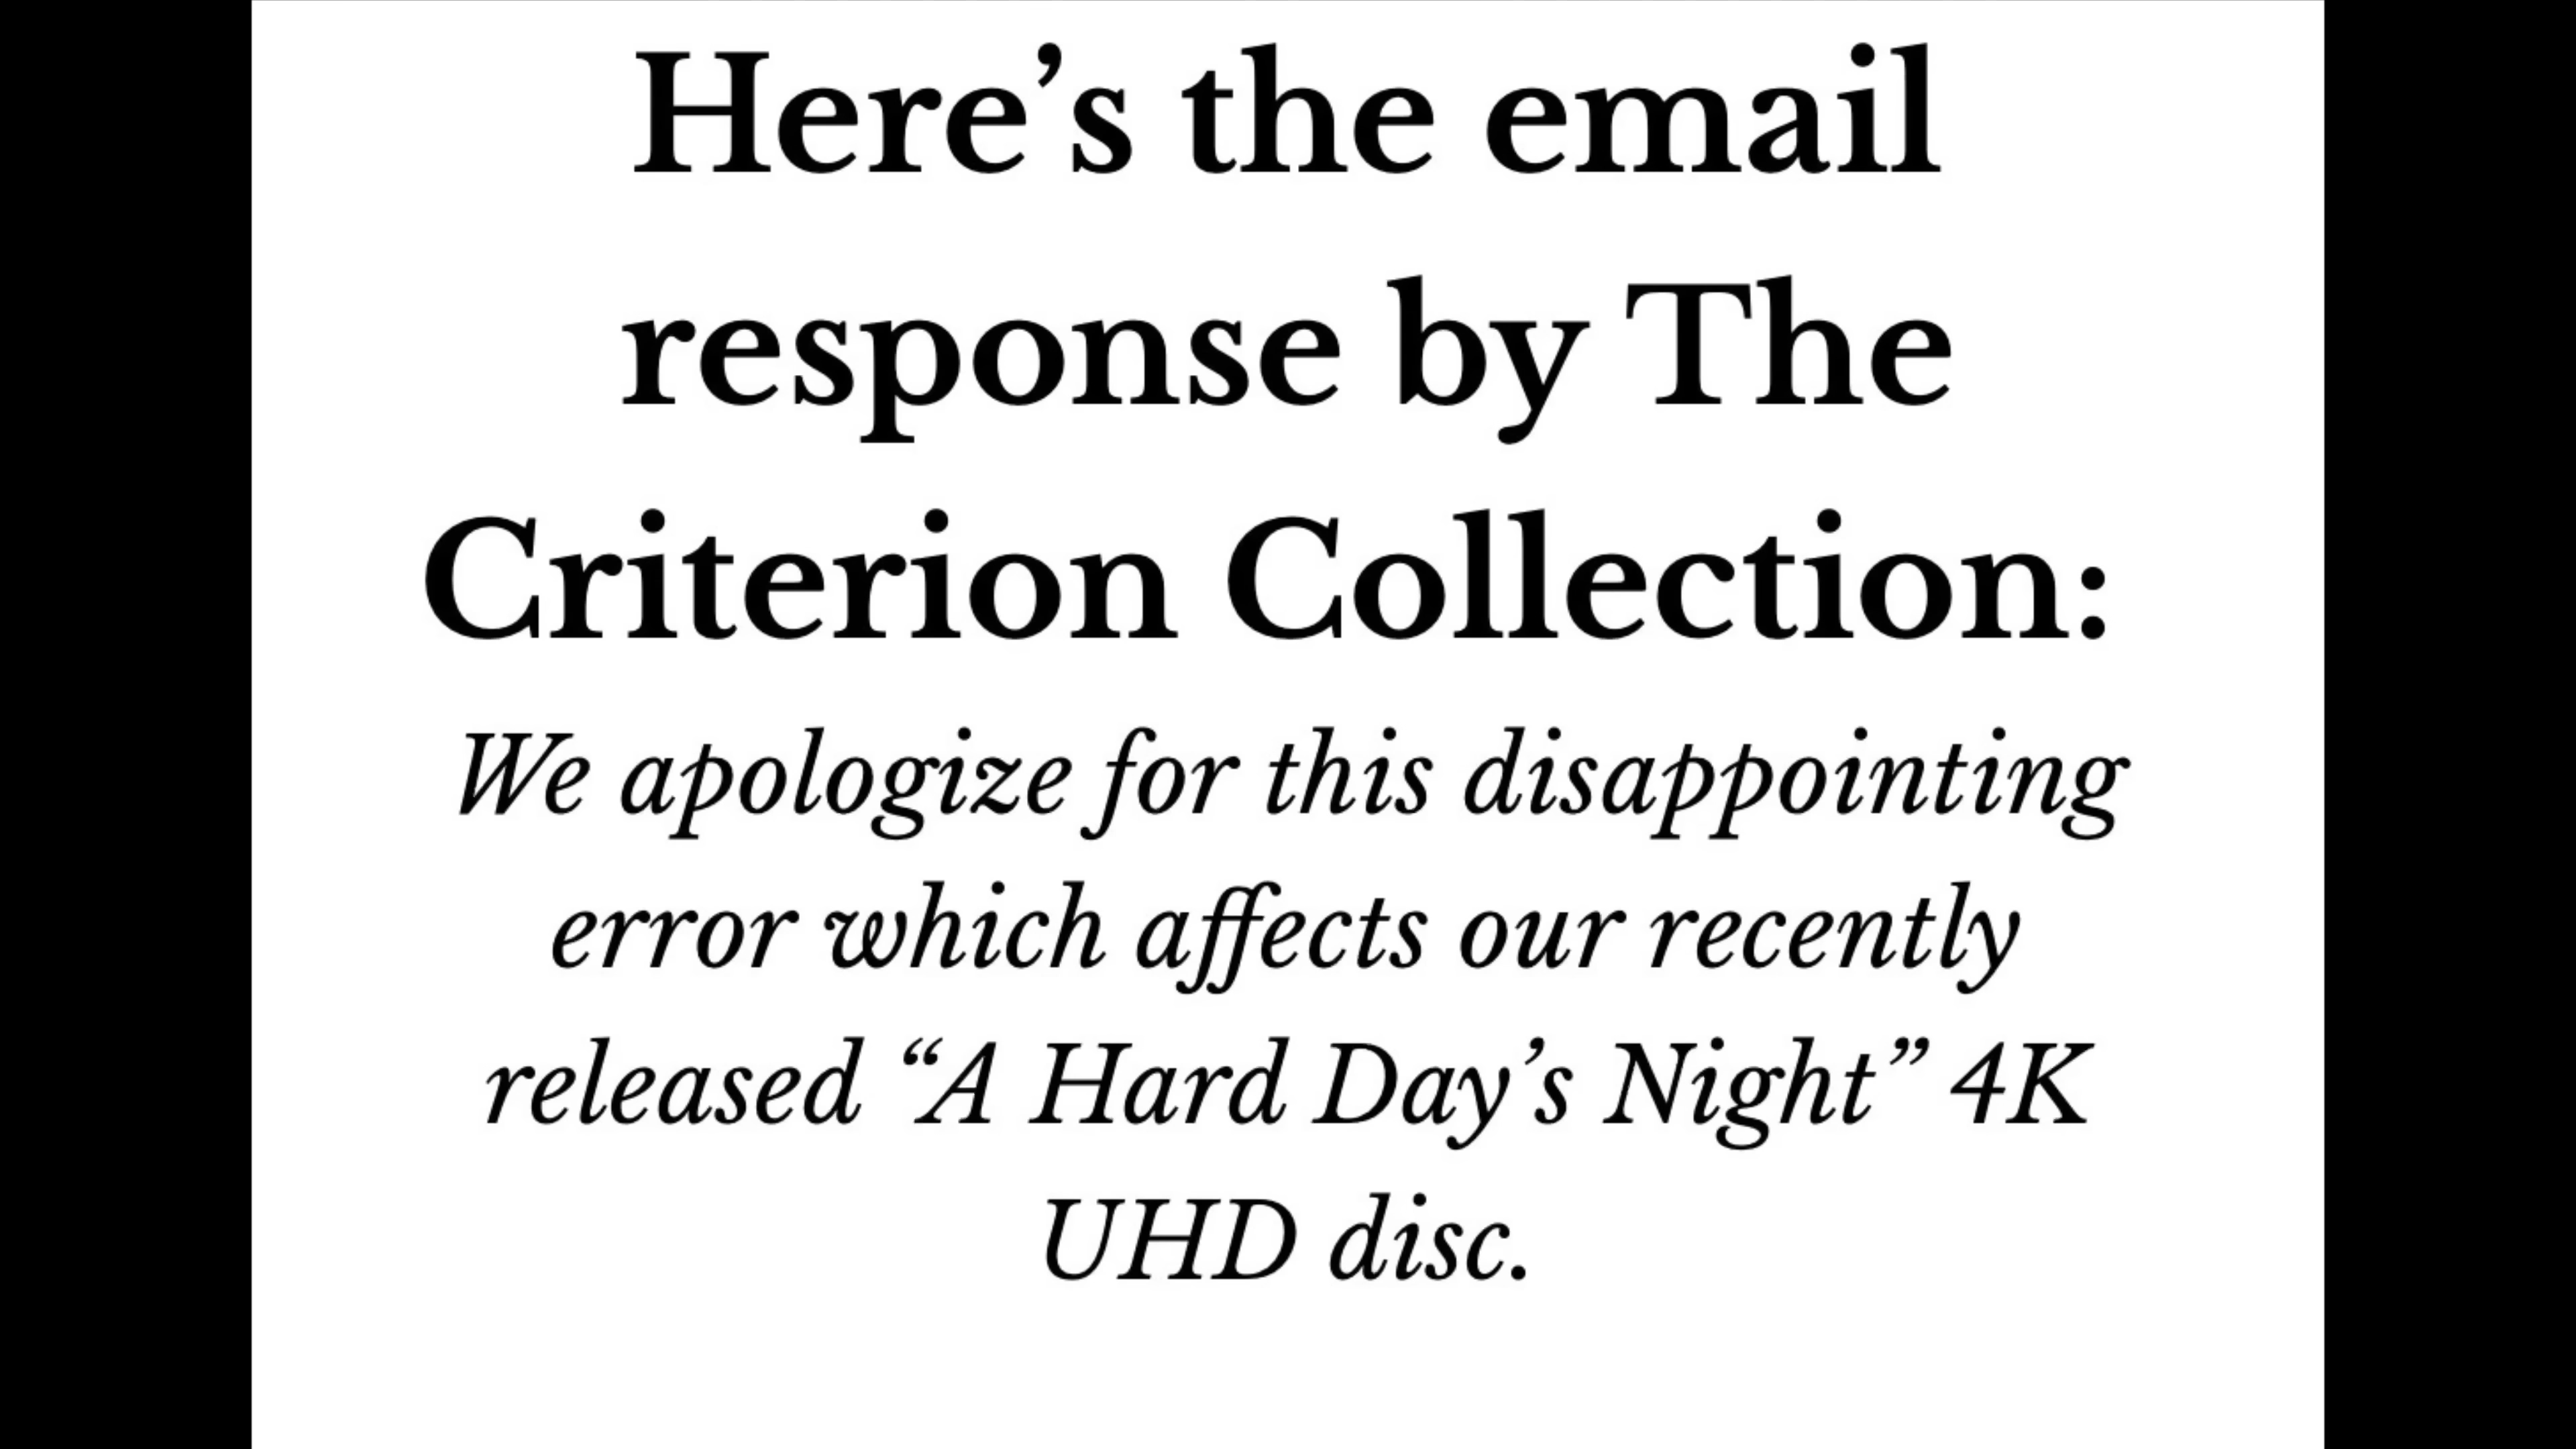 Here’s the email
response by The
Criterion Collection:
We apologize for this disappointing
error which affects our recently
released “A Hard Day’s Night” 4K
UHD disc.